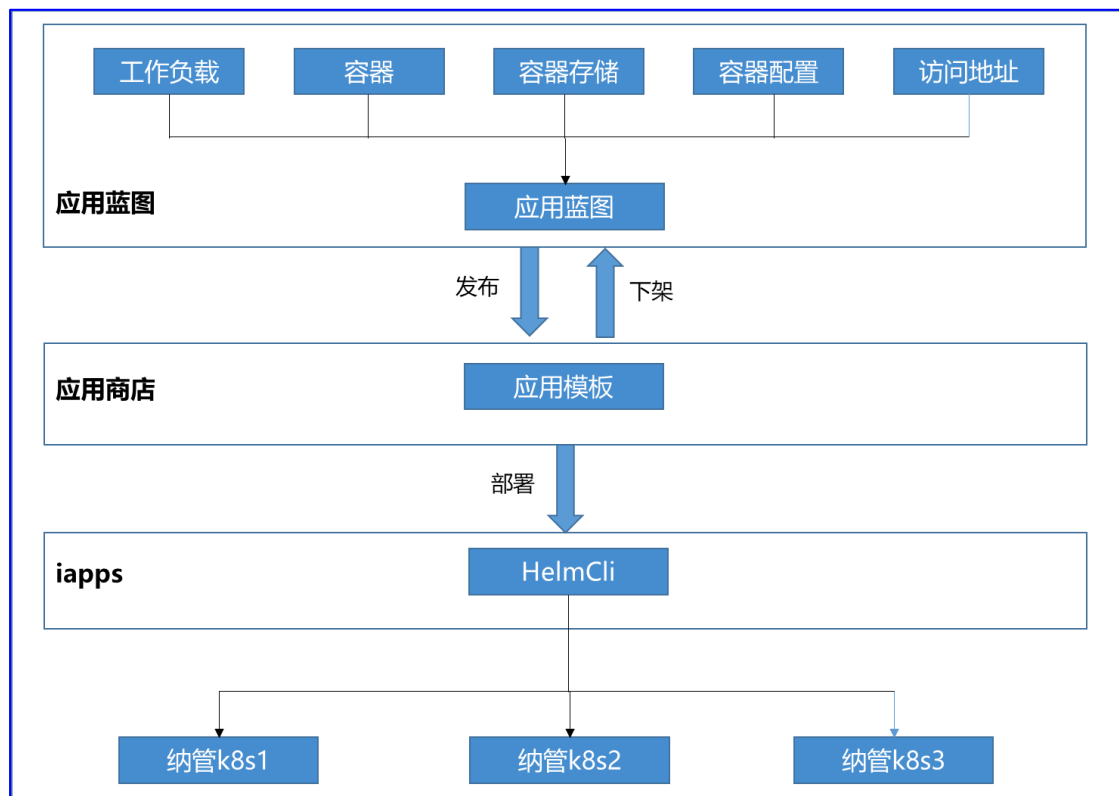 工作负载
容器
容器存储
容器配置
访问地址
应用蓝图
应用蓝图
发布
下架
应用商店
应用模板
部署
iapps
HelmCli
纳管k8s1
纳管k8s2
纳管k8s3